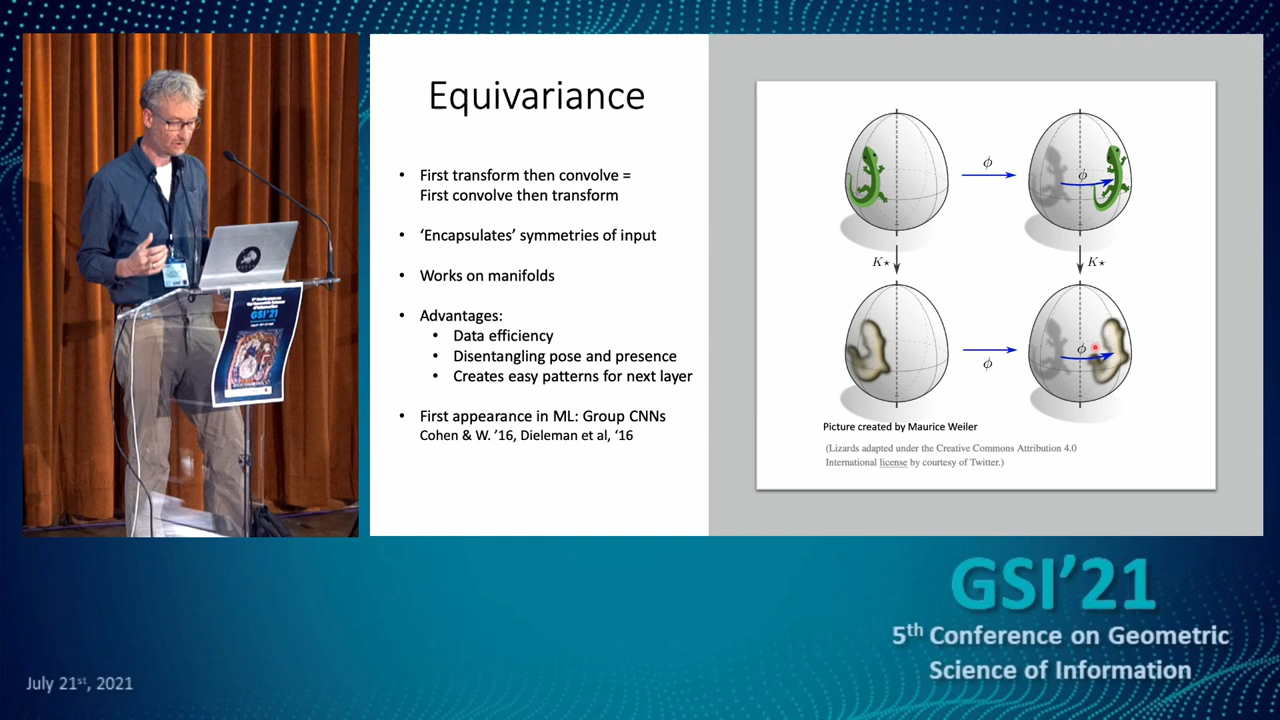 Equivariance
• First transform then convolve =
First convolve then transform
• ‘Encapsulates’ symmetries of input
• Works on manifolds
• Advantages:
• Data efficiency
• Disentangling pose and presence
• Creates easy patterns for next layer
• First appearance in ML: Group CNNs
Cohen & W. ’16, Dieleman et al, ‘16
ϕ
ϕ
K⋆
K⋆
ϕ
ϕ
Picture created by Maurice Weiler
(Lizards adapted under the Creative Commons Attribution 4.0
International license by courtesy of Twitter.)
GSI'21
GSI’21
5th Conference on Geometric
Science of Information
July 21st, 2021